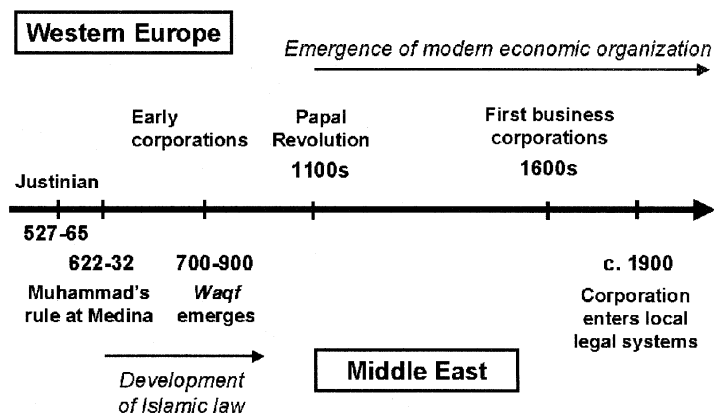 Western Europe
Emergence of modern economic organization
Early
corporations
Papal
Revolution
1100s
First business
corporations
1600s
Justinian
527-65
622-32
Muhammad's
rule at Medina
700-900
Waqf
emerges
c. 1900
Corporation
enters local
legal systems
Development
of Islamic law
Middle East